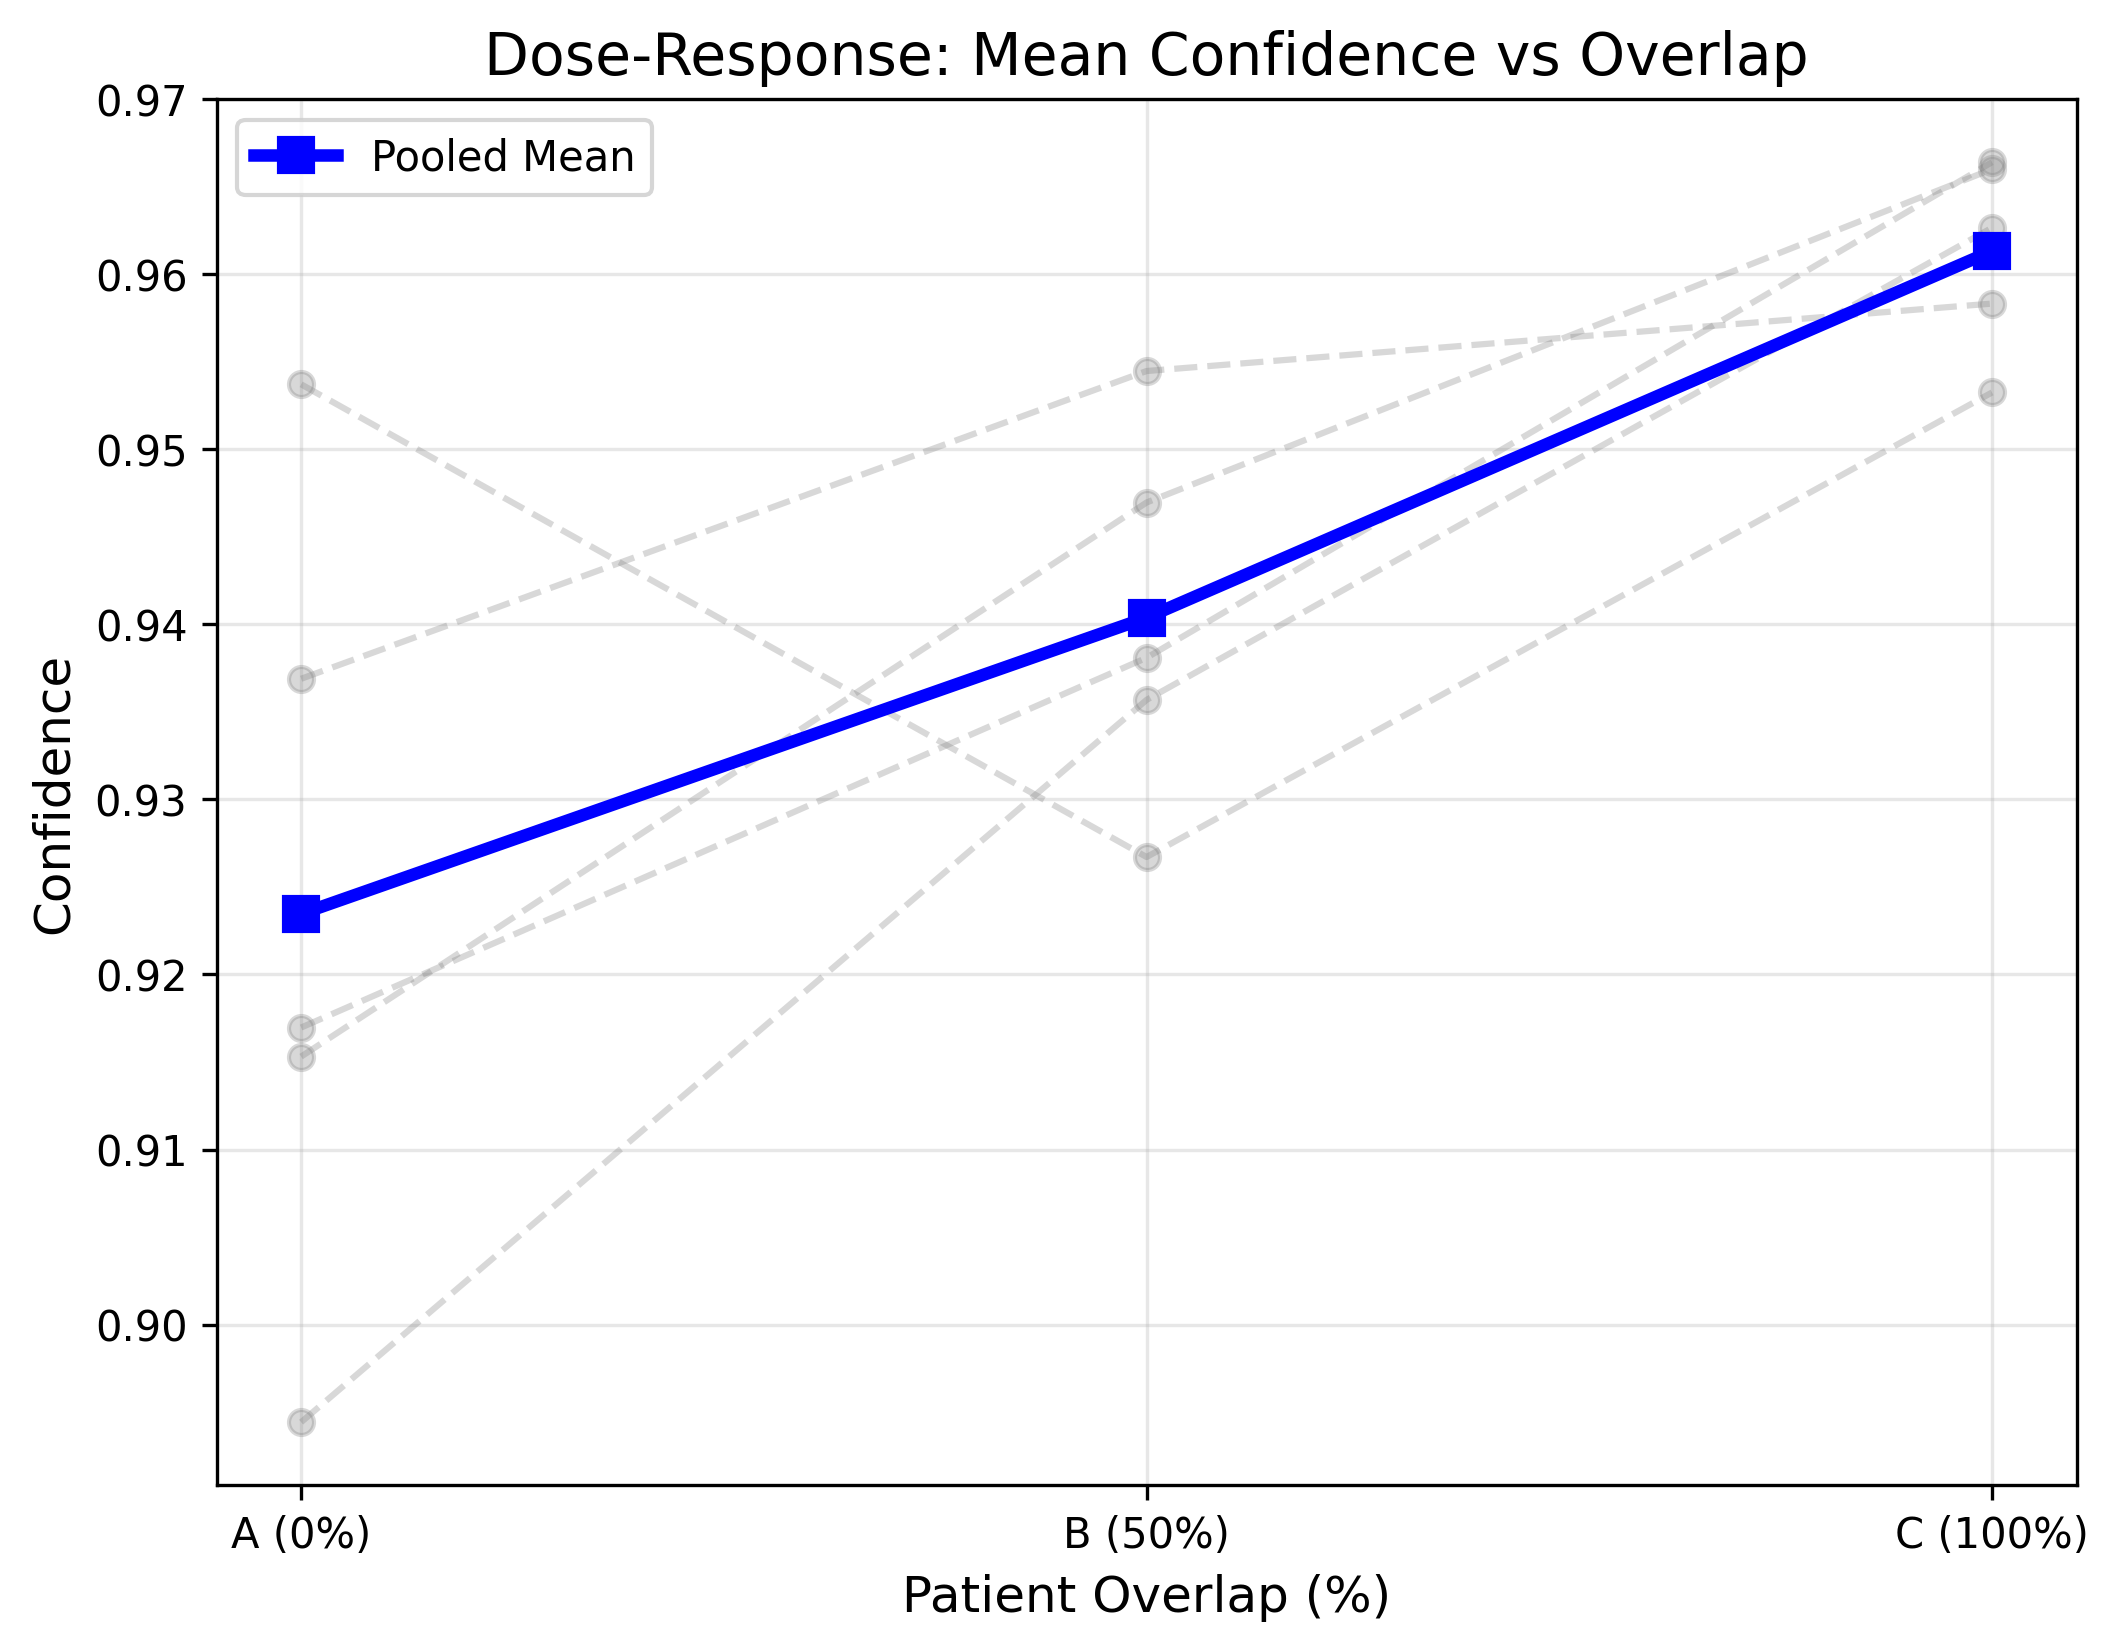 Dose-Response: Mean Confidence vs Overlap
Pooled Mean
0.97
0.96
0.95
0.94
0.93
0.92
0.91
0.90
Confidence
A (0%)
B (50%)
C (100%)
Patient Overlap (%)